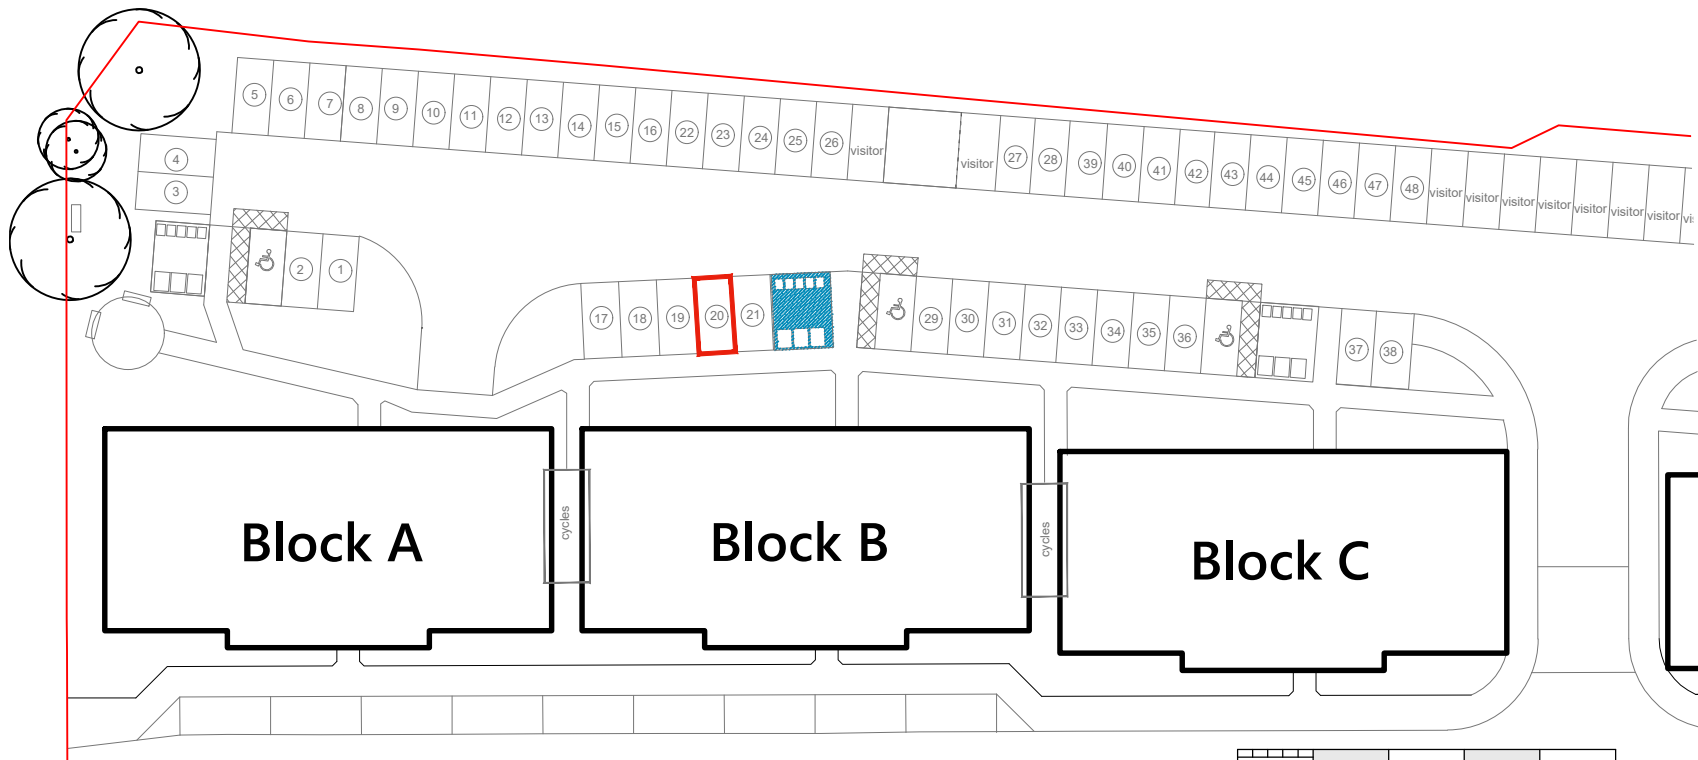 5 6 7 8 9 10 11 12 13 14 15 16 22 23 24 25 26 visitor visitor 27 28 39 40 41 42 43 44 45 46 47 48 visitor visitor visitor visitor visitor visitor visitor
4
3
2 1
17 18 19 20 21 29 30 31 32 33 34 35 36 37 38
cycles
cycles
Block A
Block B
Block C